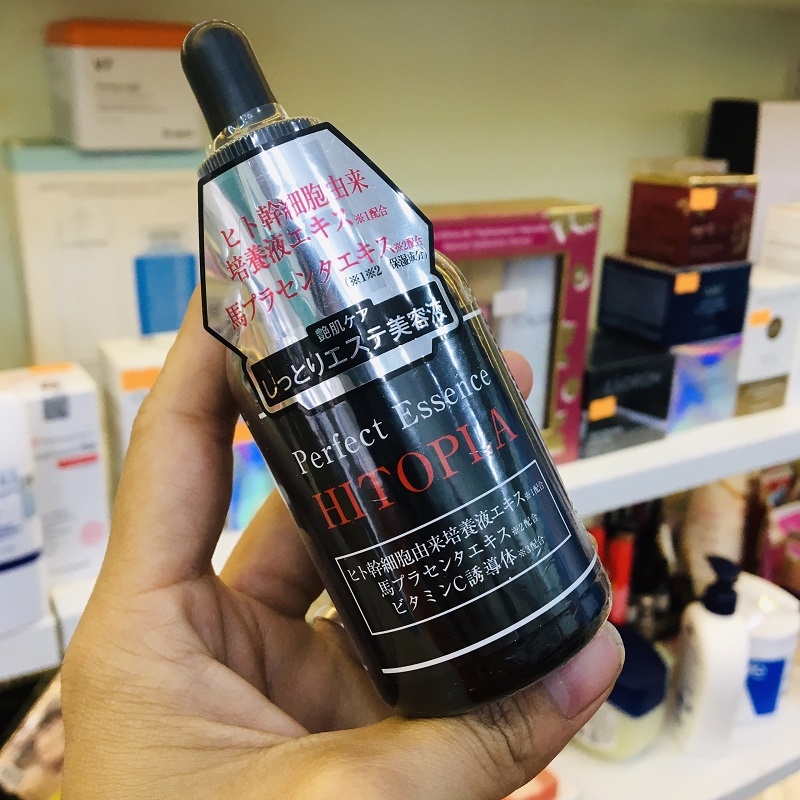 ヒト幹細胞由来
培養液エキス※1配合
馬プラセンタエキス※2配合
(※1※2 保湿成分)
艶肌ケア
しっとりエステ美容液
Perfect Essence
HITOPLA
ヒト幹細胞由来培養液エキス※1配合
馬プラセンタエキス※2配合
ビタミンC誘導体※3配合